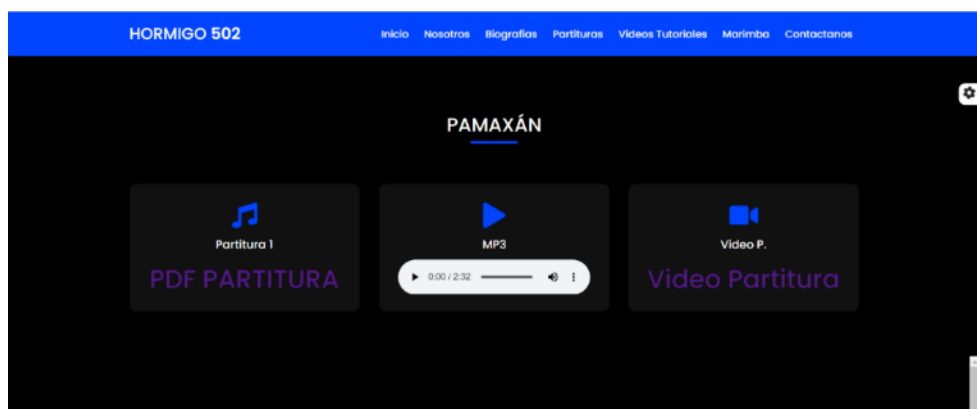 HORMIGO 502
Inicio Nosotros Biografias Partituras Videos Tutoriales Marimba Contactanos
PAMAXÁN
Partitura 1
PDF PARTITURA
MP3
0:00 / 2:32
Video P.
Video Partitura